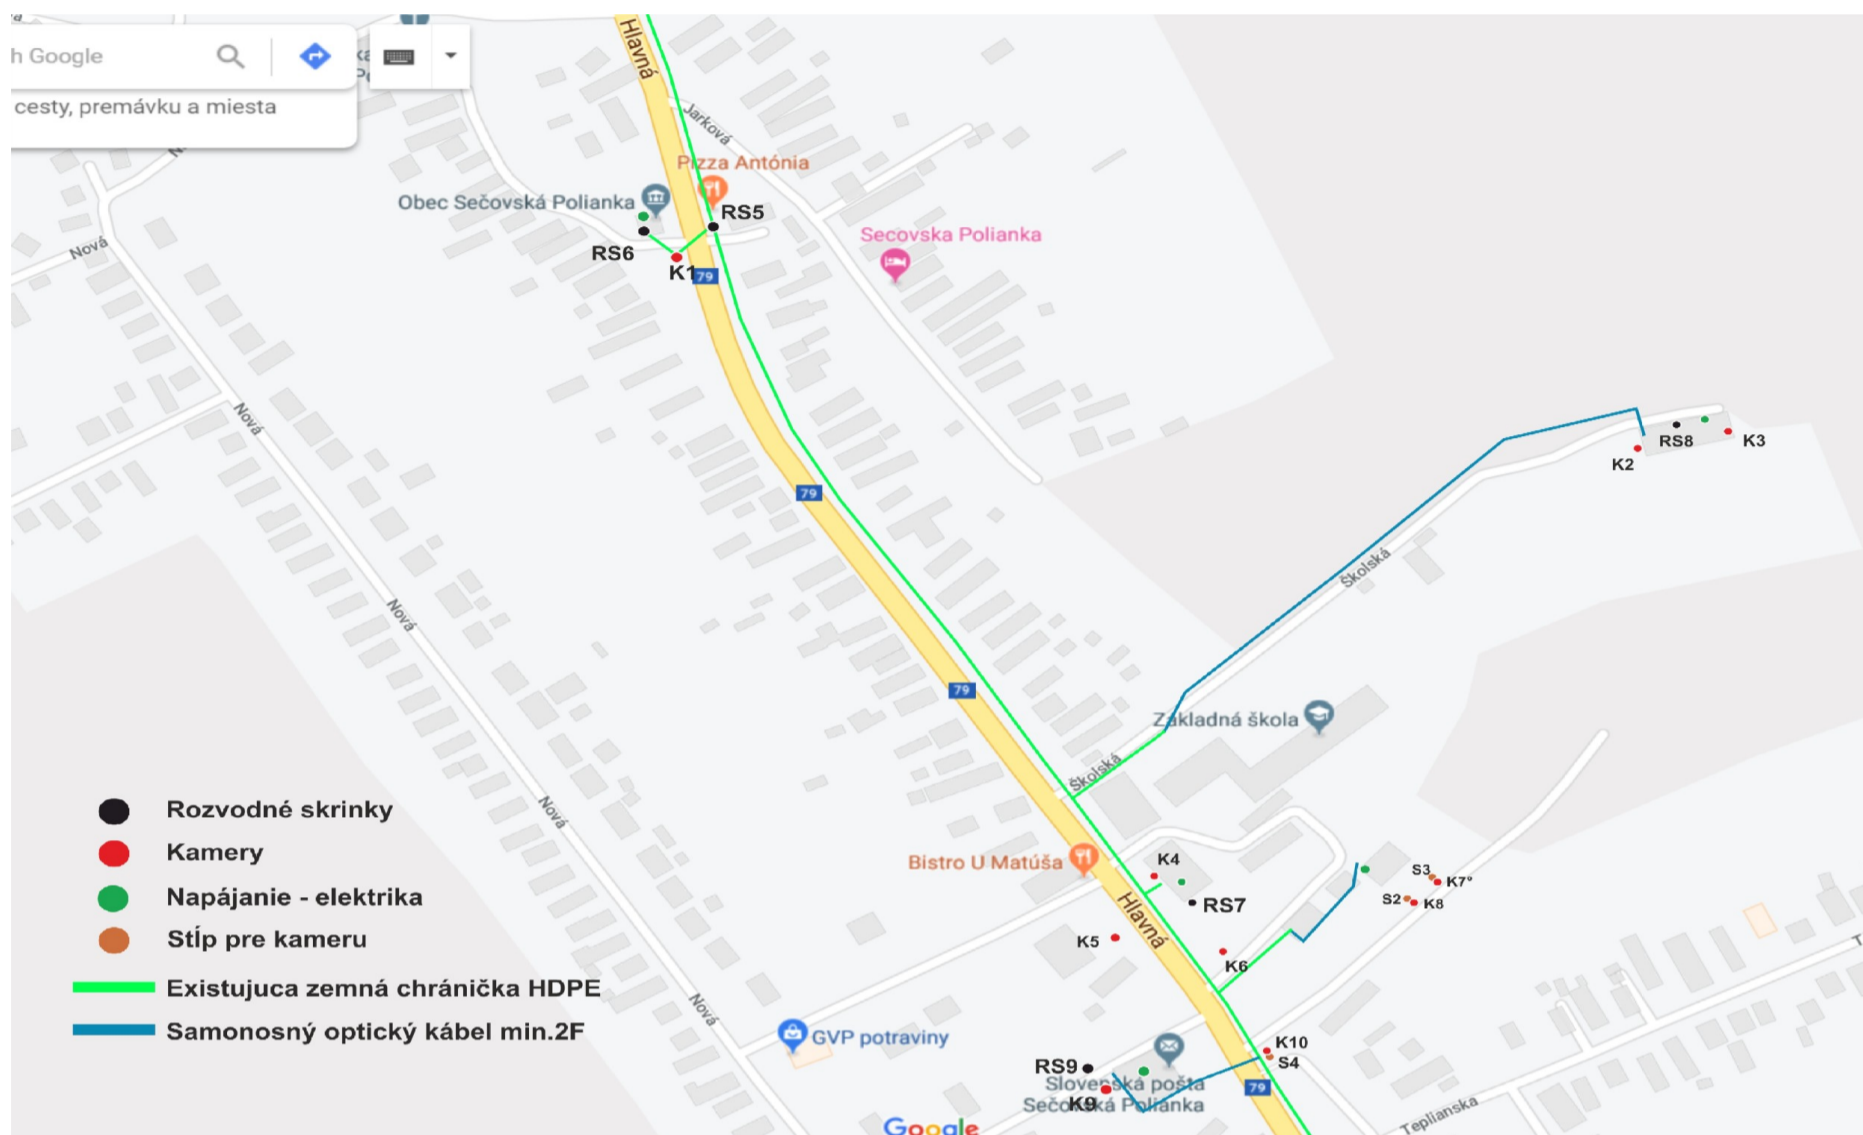 Hlavná
h Google
cesty, premávku a miesta
Jarková
Pizza Antónia
Obec Sečovská Polianka
RS5
RS6
K1
79
Secovska Polianka
Nová
Nová
79
RS8
K3
K2
Školská
Nová
79
Základná škola
Školská
Rozvodné skrinky
Kamery
Napájanie - elektrika
Stĺp pre kameru
Existujuca zemná chránička HDPE
Samonosný optický kábel min.2F
Nová
Bistro U Matúša
K4
S3
K7°
S2
K8
RS7
Hlavná
K5
K6
Nová
GVP potraviny
K10
S4
RS9
Slovenská pošta
Sečovská Polianka
K9
79
Teplianska
Google